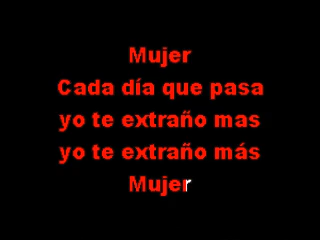 Mujer
Cada día que pasa
yo te extraño mas
yo te extraño más
Mujer